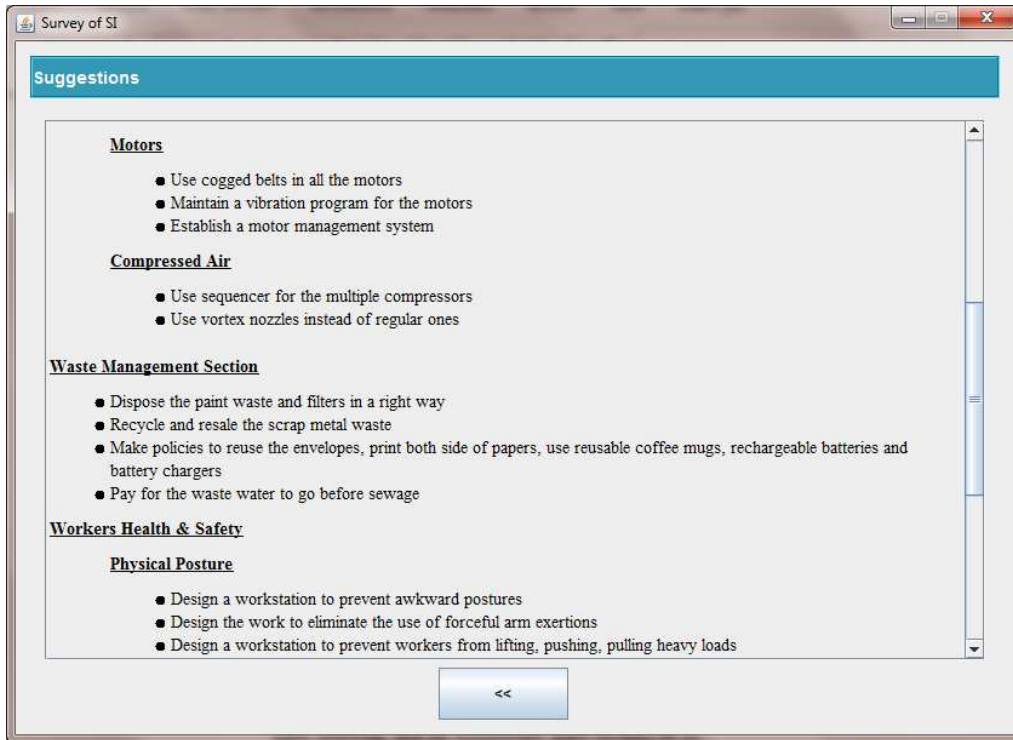 Survey of SI
Suggestions
Motors
Use cogged belts in all the motors
Maintain a vibration program for the motors
Establish a motor management system
Compressed Air
Use sequencer for the multiple compressors
Use vortex nozzles instead of regular ones
Waste Management Section
Dispose the paint waste and filters in a right way
Recycle and resale the scrap metal waste
Make policies to reuse the envelopes, print both side of papers, use reusable coffee mugs, rechargeable batteries and
battery chargers
Pay for the waste water to go before sewage
Workers Health & Safety
Physical Posture
Design a workstation to prevent awkward postures
Design the work to eliminate the use of forceful arm exertions
Design a workstation to prevent workers from lifting, pushing, pulling heavy loads
<<